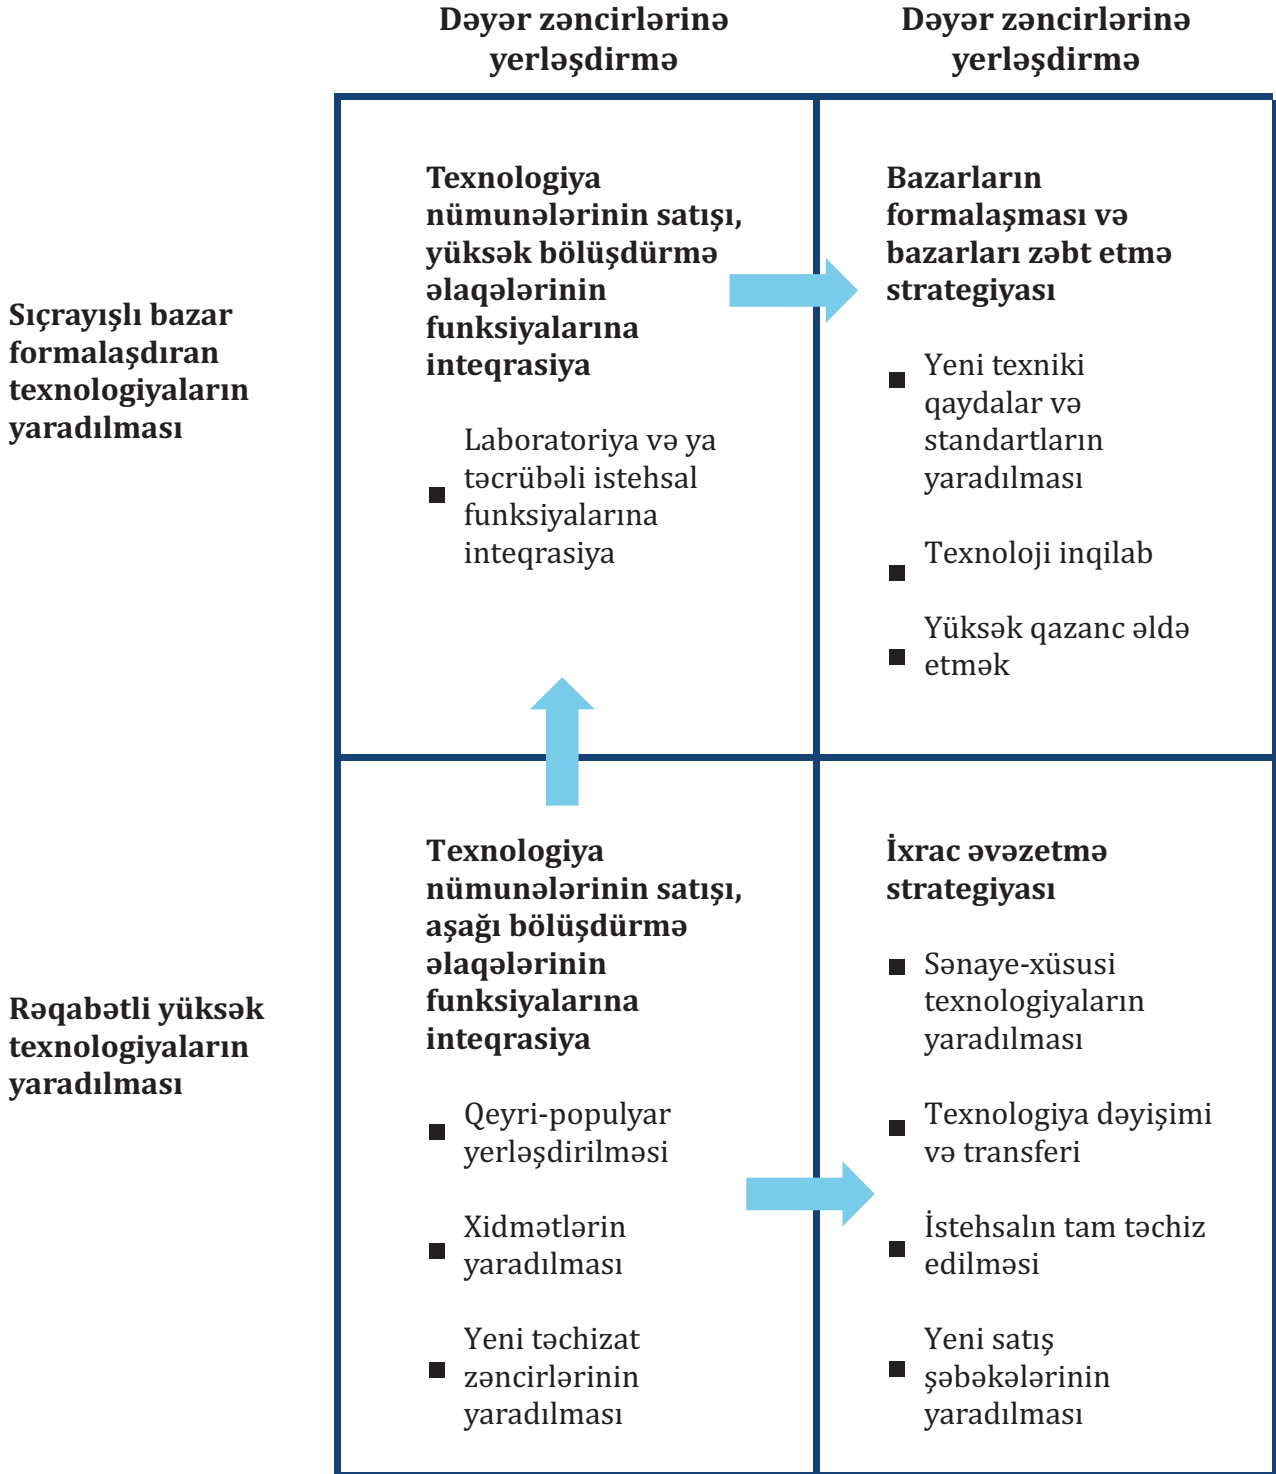 Dəyər zəncirlərinə
yerləşdirmə
Dəyər zəncirlərinə
yerləşdirmə
Sıçrayışlı bazar
formalaşdıran
texnologiyaların
yaradılması
Texnologiya
nümunələrinin satışı,
yüksək bölüşdürmə
əlaqələrinin
funksiyalarına
inteqrasiya
Laboratoriya və ya
təcrübəli istehsal
funksiyalarına
inteqrasiya
Bazarların
formalaşması və
bazarları zəbt etmə
strategiyası
Yeni texniki
qaydalar və
standartların
yaradılması
Texnoloji inqilab
Yüksək qazanc əldə
etmək
Rəqabətli yüksək
texnologiyaların
yaradılması
Texnologiya
nümunələrinin satışı,
aşağı bölüşdürmə
əlaqələrinin
funksiyalarına
inteqrasiya
Qeyri-populyar
yerləşdirilməsi
Xidmətlərin
yaradılması
Yeni təchizat
zəncirlərinin
yaradılması
İxrac əvəzetmə
strategiyası
Sənaye-xüsusi
texnologiyaların
yaradılması
Texnologiya dəyişimi
və transferi
İstehsalın tam təchiz
edilməsi
Yeni satış
şəbəkələrinin
yaradılması